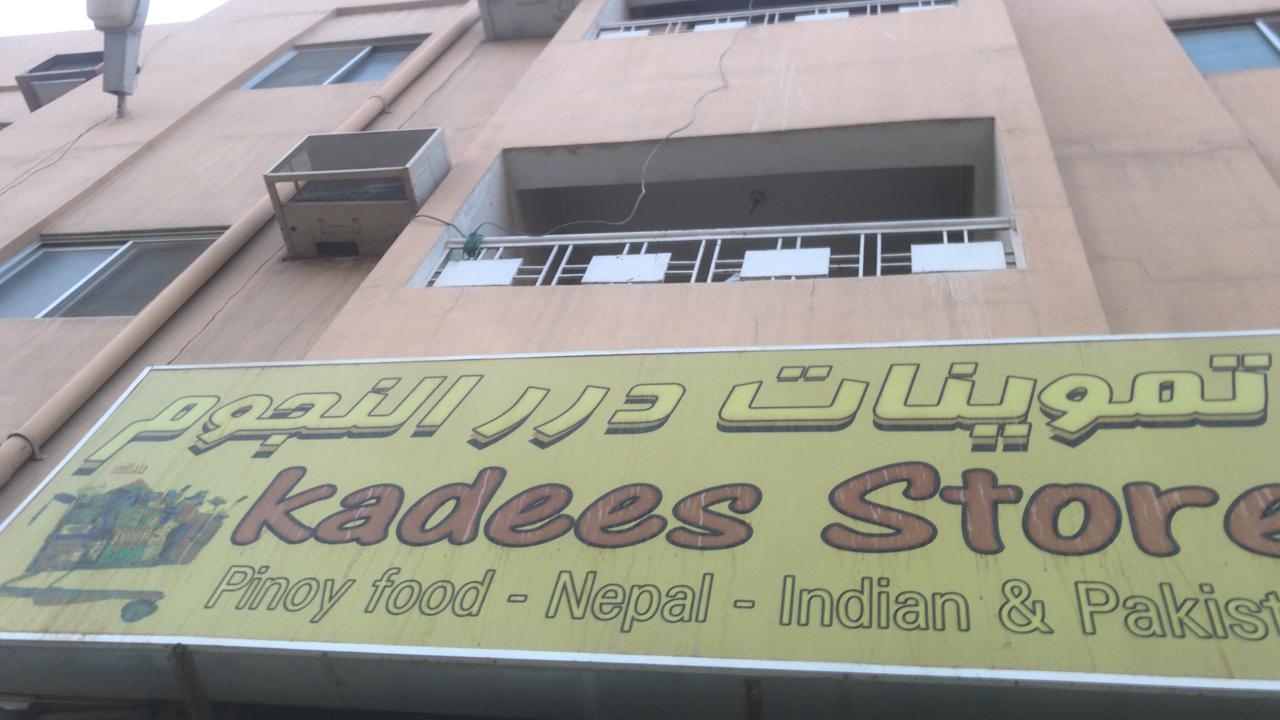 تموينات درر النجوم
kadees Store
Pinoy food - Nepal - Indian & Pakist